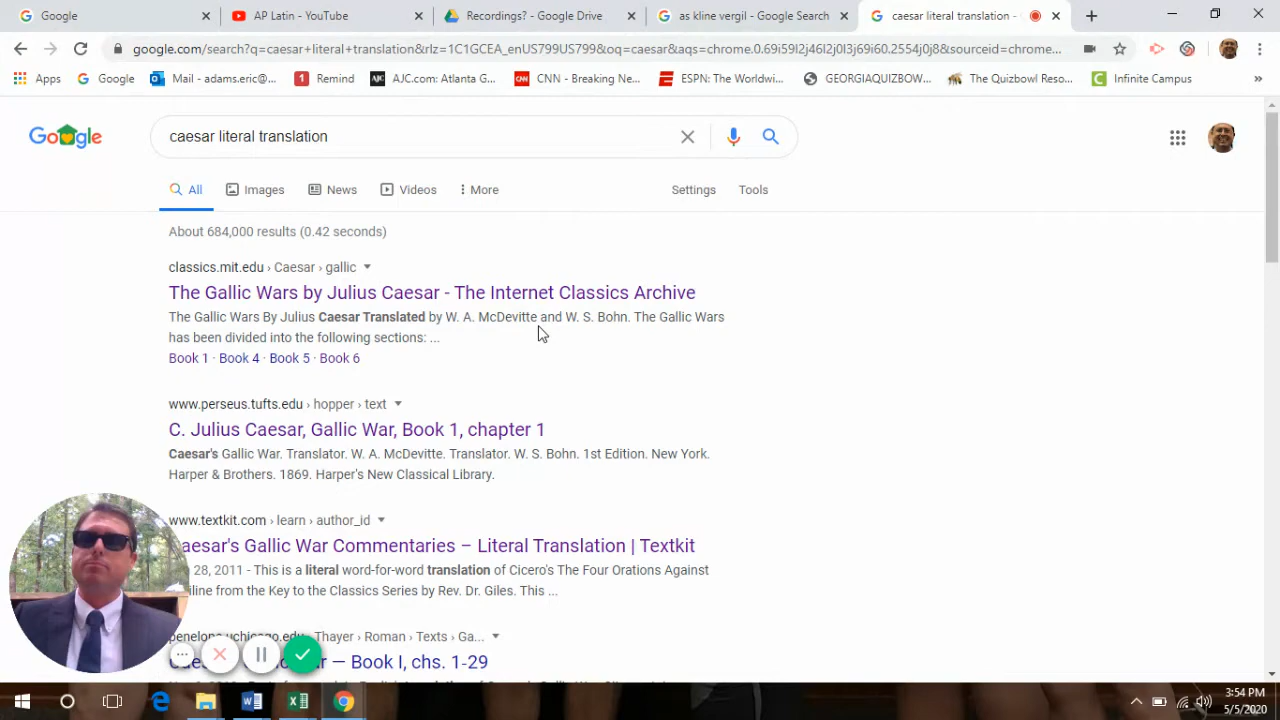 Google
AP Latin - YouTube
Recordings? - Google Drive
as kline vergil - Google Search
caesar literal translation -
google.com/search?q=caesar+literal+translation&rlz=1C1GCEA_enUS799US799&oq=caesar&aqs=chrome.0.69i59l2j46l2j0l3j69i60.2554j0j8&sourceid=chrome...
Apps
Google
Mail - adams.eric@...
Remind
AJC.com: Atlanta G...
CNN - Breaking Ne...
ESPN: The Worldwi...
GEORGIAQUIZBOW...
The Quizbowl Reso...
Infinite Campus
Google
caesar literal translation
All
Images
News
Videos
More
Settings
Tools
About 684,000 results (0.42 seconds)
classics.mit.edu › Caesar › gallic
The Gallic Wars by Julius Caesar - The Internet Classics Archive
The Gallic Wars By Julius Caesar Translated by W. A. McDevitte and W. S. Bohn. The Gallic Wars
has been divided into the following sections: ...
Book 1 · Book 4 · Book 5 · Book 6
www.perseus.tufts.edu › hopper › text
C. Julius Caesar, Gallic War, Book 1, chapter 1
Caesar's Gallic War. Translator. W. A. McDevitte. Translator. W. S. Bohn. 1st Edition. New York.
Harper & Brothers. 1869. Harper's New Classical Library.
www.textkit.com › learn › author_id
aesar's Gallic War Commentaries – Literal Translation | Textkit
28, 2011 - This is a literal word-for-word translation of Cicero's The Four Orations Against
iline from the Key to the Classics Series by Rev. Dr. Giles. This ...
penelope.uchicago.edu › Thayer › Roman › Texts › Ga...
— Book I, chs. 1-29
3:54 PM
5/5/2020